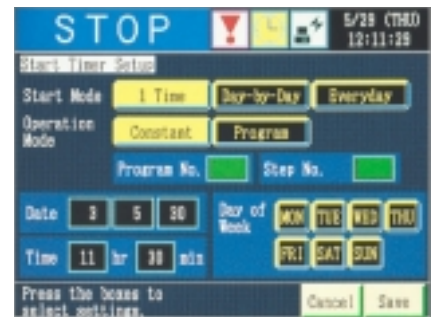 STOP
5/29 (THU)
12:11:29
Start Timer Setup
Start Mode 1 Time Day-by-Day Everyday
Operation Mode Constant Program
Program No. Step No.
Date 3 5 30
Day of Week MON TUE WED THU
FRI SAT SUN
Time 11 hr 30 min
Press the boxes to
select settings.
Cancel Save